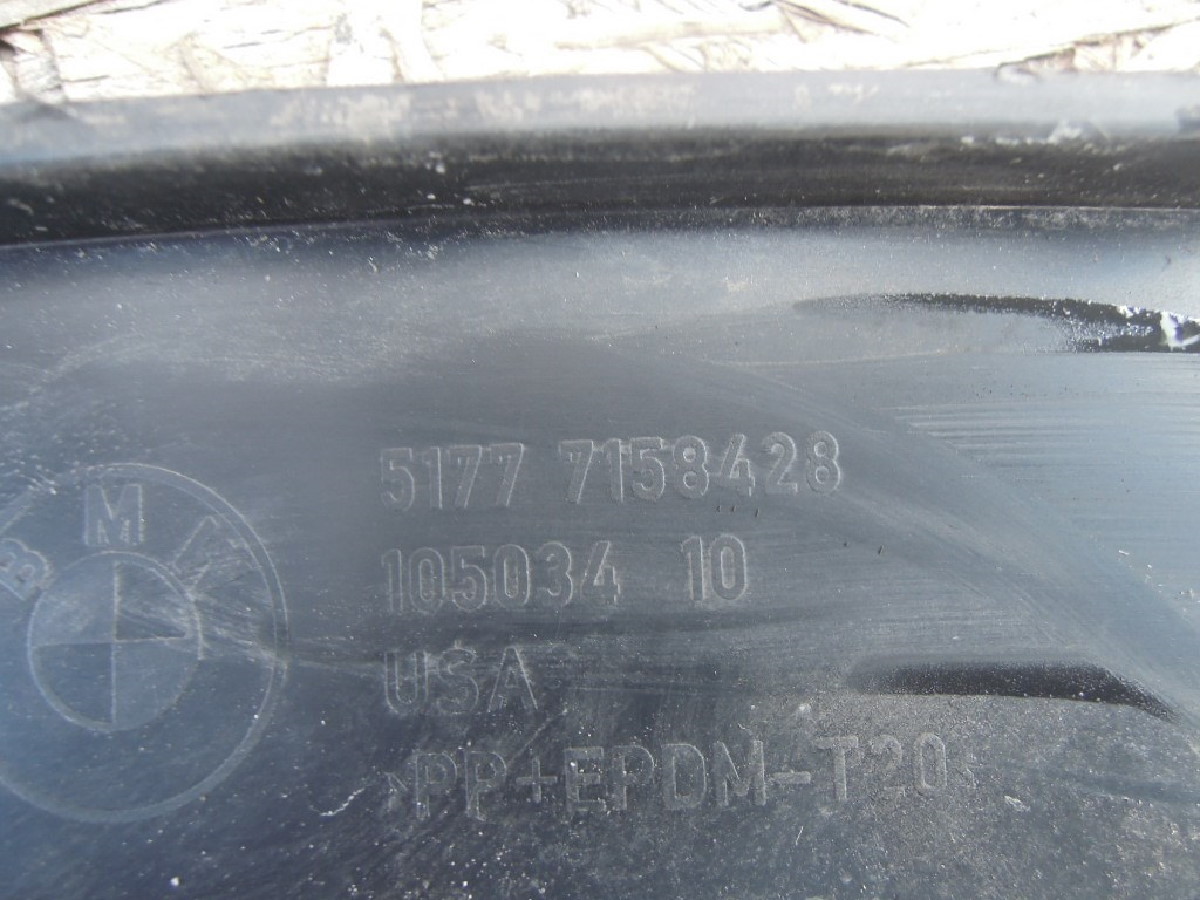 BMW
5177 7158428
105034 10
USA
>PP+EPDM-T20<